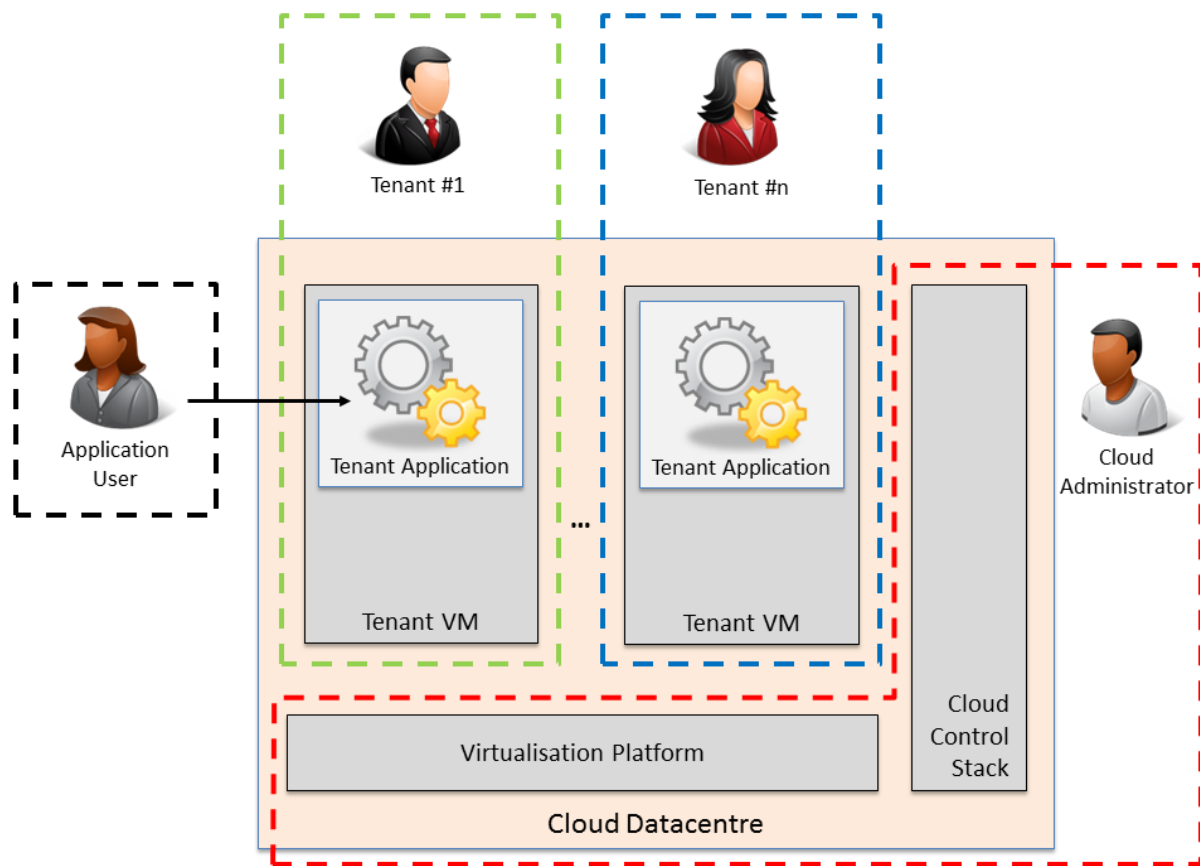 Tenant #1
Tenant #n
Application
User
Tenant Application
Tenant Application
Cloud
Administrator
...
Tenant VM
Tenant VM
Cloud
Control
Stack
Virtualisation Platform
Cloud Datacentre